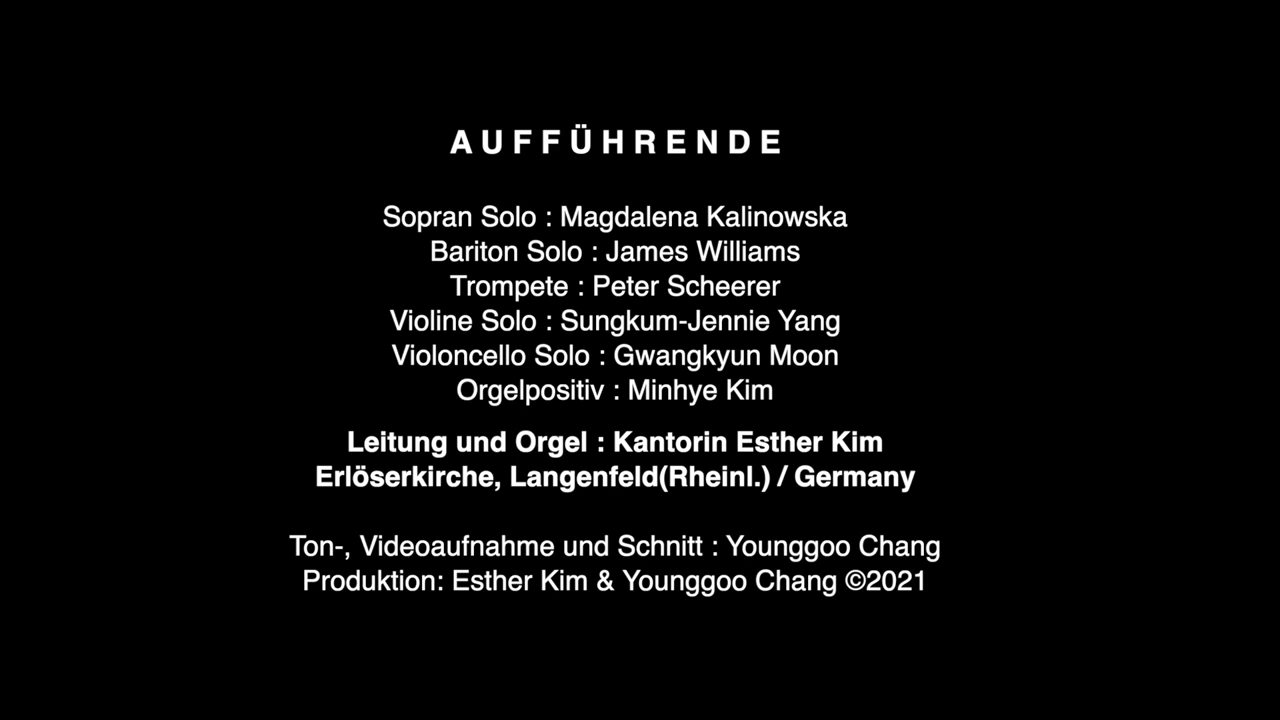 AUFFÜHRENDE
Sopran Solo : Magdalena Kalinowska
Bariton Solo : James Williams
Trompete : Peter Scheerer
Violine Solo : Sungkum-Jennie Yang
Violoncello Solo : Gwangkyun Moon
Orgelpositiv : Minhye Kim
Leitung und Orgel : Kantorin Esther Kim
Erlöserkirche, Langenfeld(Rheinl.) / Germany
Ton-, Videoaufnahme und Schnitt : Younggoo Chang
Produktion: Esther Kim & Younggoo Chang ©2021